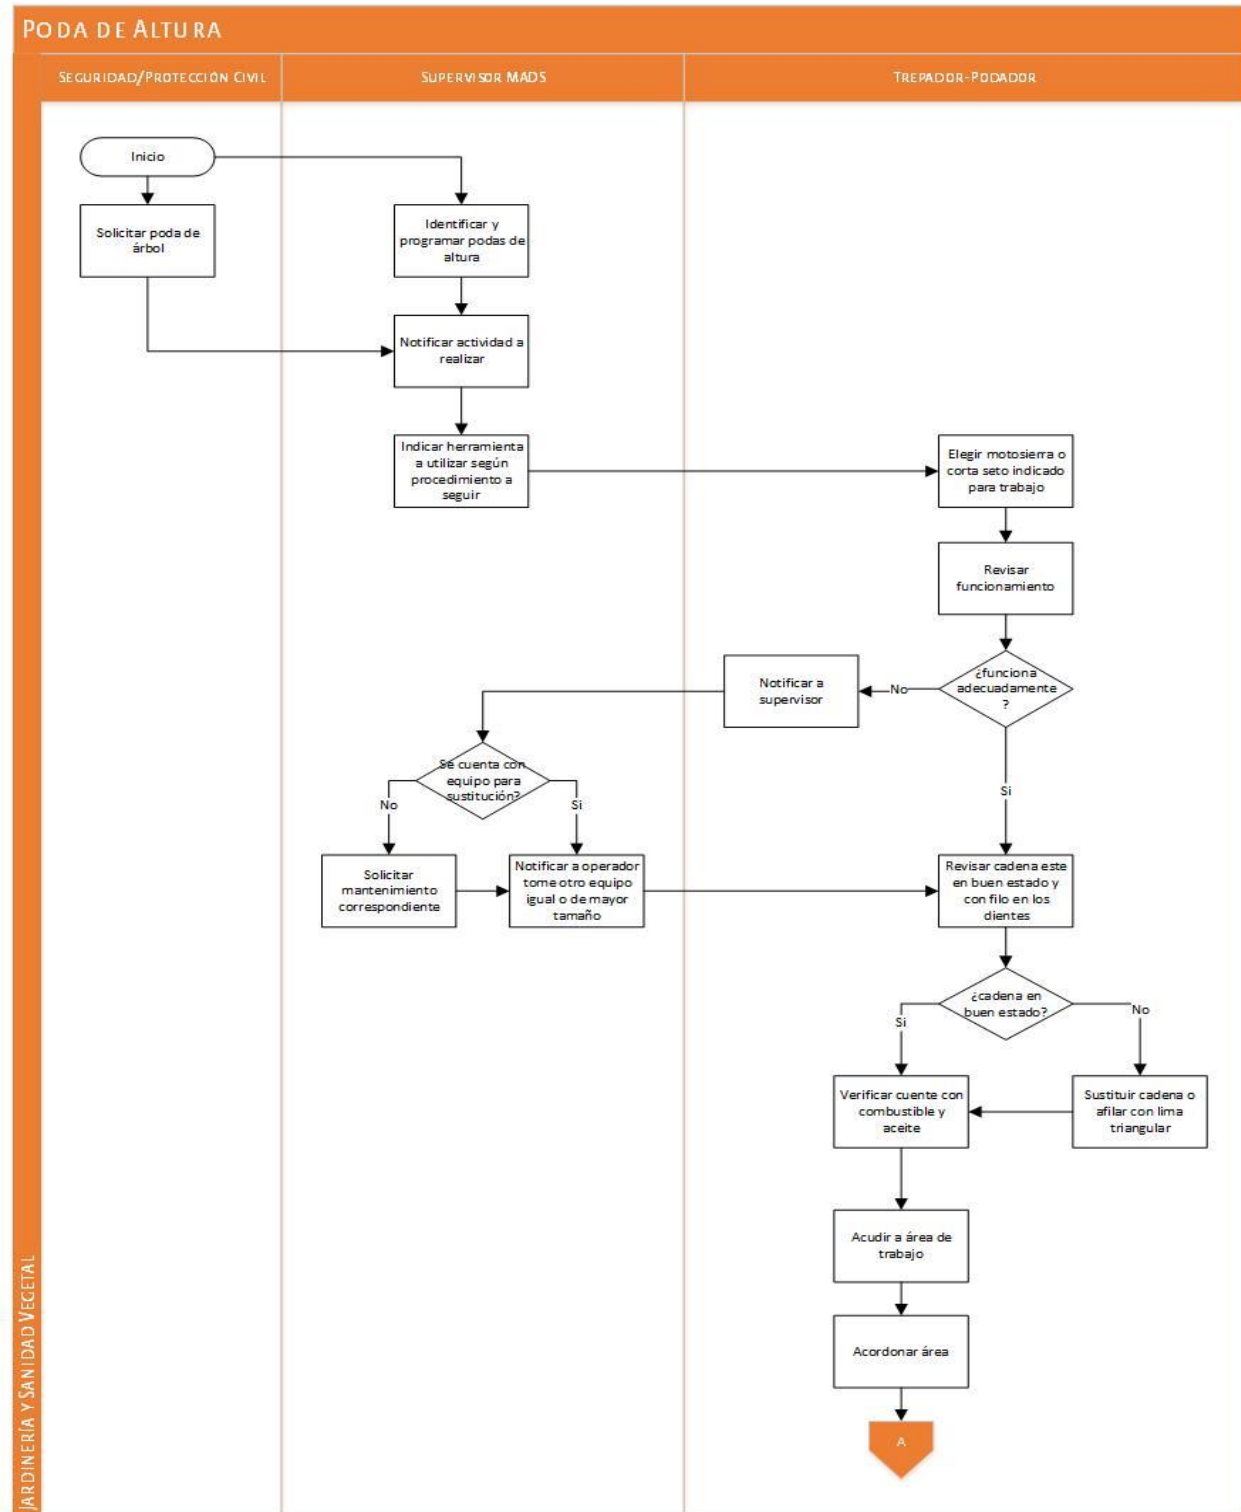 PODA DE ALTURA
SEGURIDAD/PROTECCIÓN CIVIL
SUPERVISOR MADS
TREPADOR-PODADOR
JARDINERÍA Y SANIDAD VEGETAL
Inicio
Solicitar poda de
árbol
Identificar y
programar podas de
altura
Notificar actividad a
realizar
Indicar herramienta
a utilizar según
procedimiento a
seguir
Elegir motosierra o
corta seto indicado
para trabajo
Revisar
funcionamiento
¿funciona
adecuadamente
?
No
Notificar a
supervisor
Si
Se cuenta con
equipo para
sustitución?
No
Si
Solicitar
mantenimiento
correspondiente
Notificar a operador
tome otro equipo
igual o de mayor
tamaño
Revisar cadena este
en buen estado y
con filo en los
dientes
¿cadena en
buen estado?
Si
No
Verificar cuente con
combustible y
aceite
Sustituir cadena o
afilar con lima
triangular
Acudir a área de
trabajo
Acordonar área
A